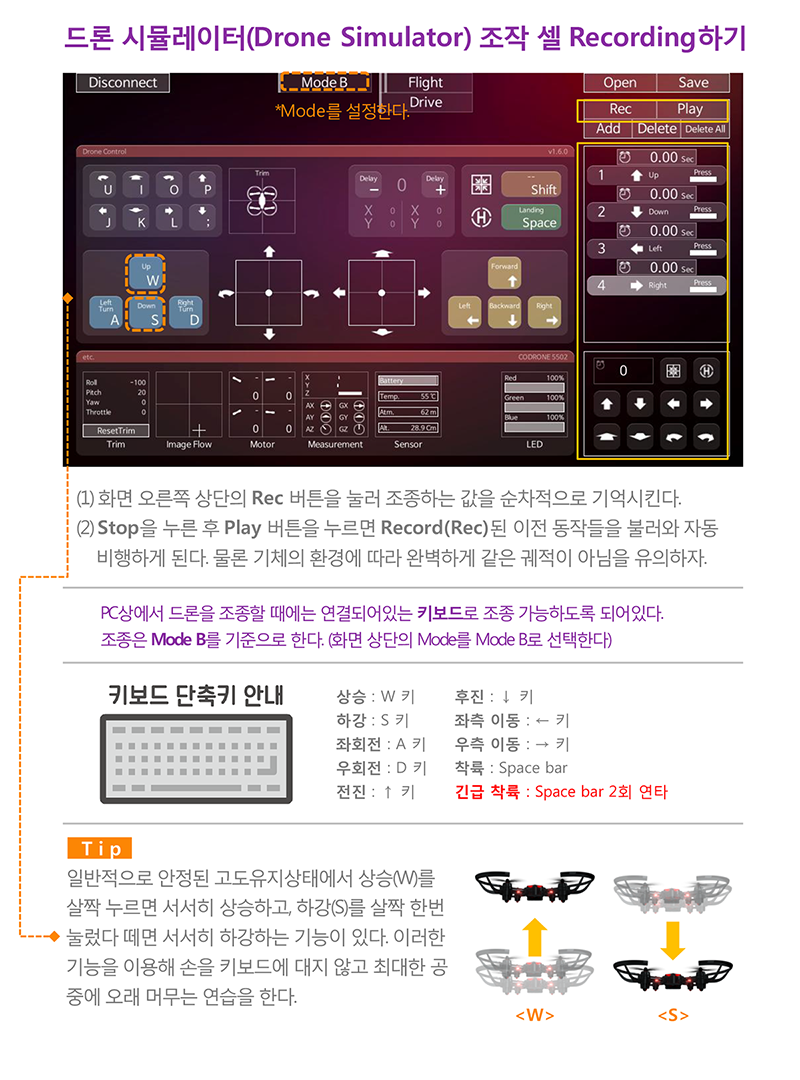 드론 시뮬레이터(Drone Simulator) 조작 셀 Recording하기
Disconnect
Mode B
Flight
Drive
*Mode를 설정한다.
Open Save
Rec Play
Add Delete Delete All
Drone Control
v1.6.0
U I O P
J K L ;
Trim
Delay − 0 Delay +
X 0 X 0
Y 0 Y 0
-- Shift
Landing Space
Up W
Left Turn A
Down S
Right Turn D
Forward
Left
Backward
Right
0.00 Sec
1 Up Press
0.00 Sec
2 Down Press
0.00 Sec
3 Left Press
0.00 Sec
4 Right Press
0
etc.
CODRONE 5502
Roll -100
Pitch 20
Yaw 0
Throttle 0
ResetTrim
Trim
Image Flow
- -
0 0
- -
0 0
Motor
X
Y
Z
AX GX
AY GY
AZ GZ
Measurement
Battery
Temp. 55 ℃
Atm. 62 m
Alt. 28.9 Cm
Sensor
Red 100%
Green 100%
Blue 100%
LED
(1) 화면 오른쪽 상단의 Rec 버튼을 눌러 조종하는 값을 순차적으로 기억시킨다.
(2) Stop을 누른 후 Play 버튼을 누르면 Record(Rec)된 이전 동작들을 불러와 자동
비행하게 된다. 물론 기체의 환경에 따라 완벽하게 같은 궤적이 아님을 유의하자.
PC상에서 드론을 조종할 때에는 연결되어있는 키보드로 조종 가능하도록 되어있다.
조종은 Mode B를 기준으로 한다. (화면 상단의 Mode를 Mode B로 선택한다)
키보드 단축키 안내
상승 : W 키
하강 : S 키
좌회전 : A 키
우회전 : D 키
전진 : ↑ 키
후진 : ↓ 키
좌측 이동 : ← 키
우측 이동 : → 키
착륙 : Space bar
긴급 착륙 : Space bar 2회 연타
Tip
일반적으로 안정된 고도유지상태에서 상승(W)를
살짝 누르면 서서히 상승하고, 하강(S)를 살짝 한번
눌렀다 떼면 서서히 하강하는 기능이 있다. 이러한
기능을 이용해 손을 키보드에 대지 않고 최대한 공
중에 오래 머무는 연습을 한다.
<W>
<S>